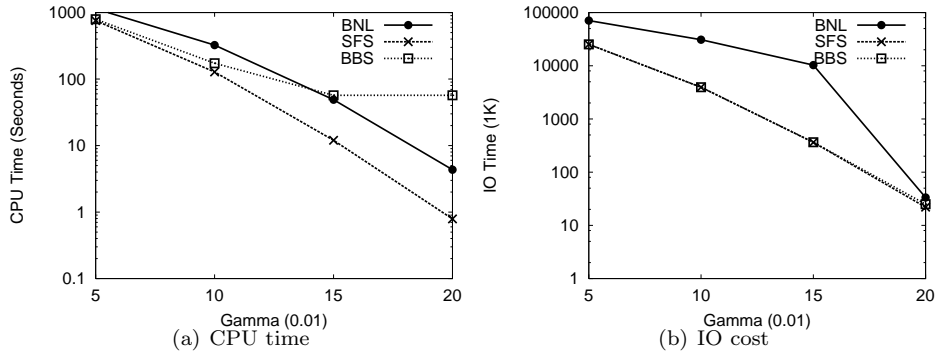 CPU Time (Seconds)
1000
100
10
1
0.1
5
10
15
20
Gamma (0.01)
BNL
SFS
BBS
(a) CPU time
IO Time (1K)
100000
10000
1000
100
10
1
5
10
15
20
Gamma (0.01)
BNL
SFS
BBS
(b) IO cost